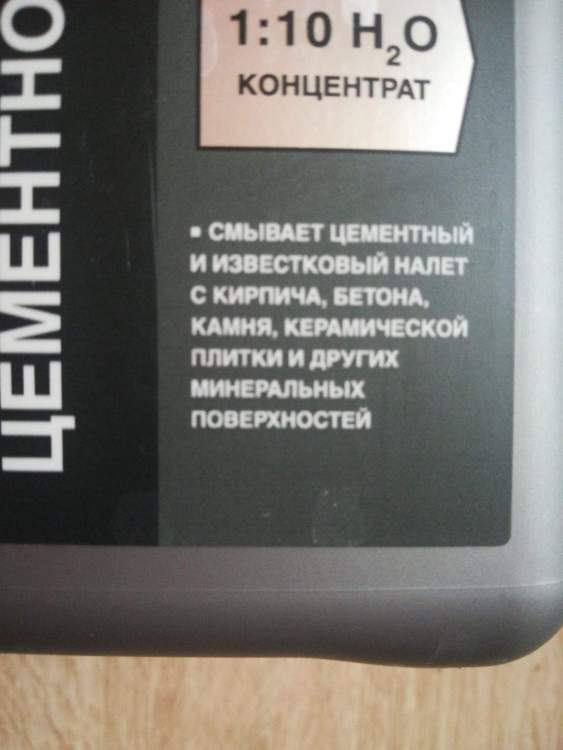 ЦЕМЕНТНО
1:10 H₂O
КОНЦЕНТРАТ
▪ СМЫВАЕТ ЦЕМЕНТНЫЙ
И ИЗВЕСТКОВЫЙ НАЛЕТ
С КИРПИЧА, БЕТОНА,
КАМНЯ, КЕРАМИЧЕСКОЙ
ПЛИТКИ И ДРУГИХ
МИНЕРАЛЬНЫХ
ПОВЕРХНОСТЕЙ